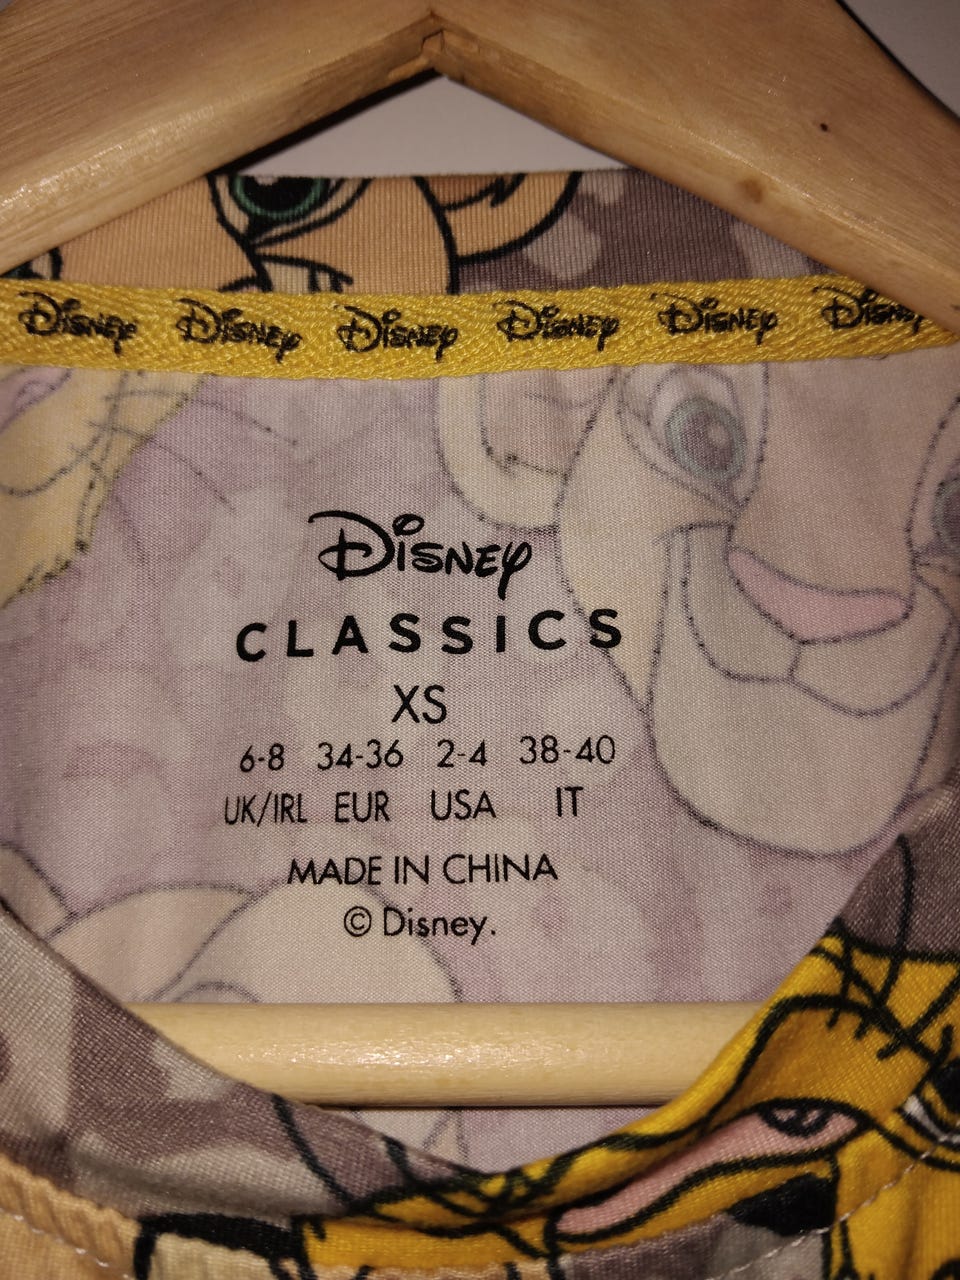 Disney Disney Disney Disney Disney Disney
Disney
CLASSICS
XS
6-8 34-36 2-4 38-40
UK/IRL EUR USA IT
MADE IN CHINA
© Disney.